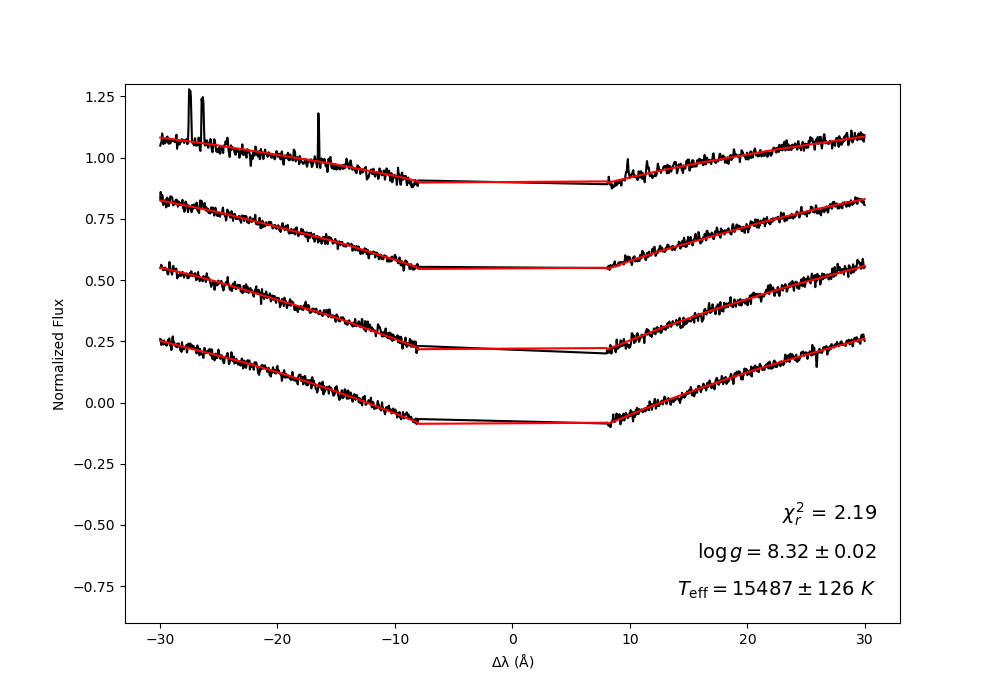 1.25
1.00
0.75
0.50
0.25
0.00
−0.25
−0.50
−0.75
Normalized Flux
χ²ᵣ = 2.19
log g = 8.32 ± 0.02
T_eff = 15487 ± 126 K
−30 −20 −10 0 10 20 30
Δλ (Å)